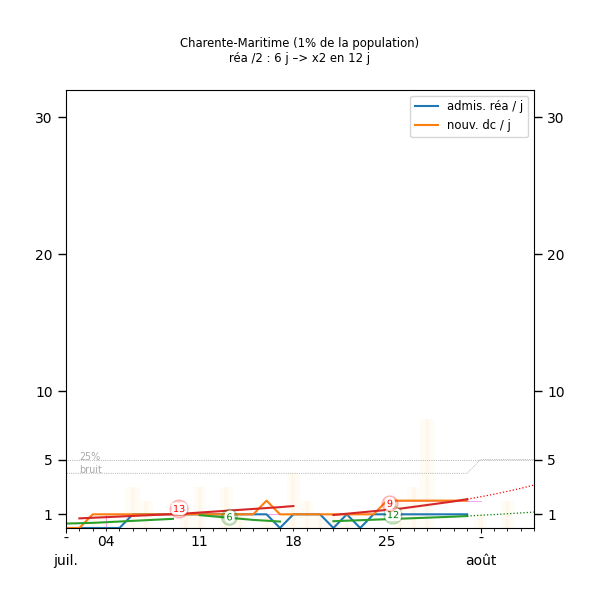 Charente-Maritime (1% de la population)
réa /2 : 6 j –> x2 en 12 j
admis. réa / j
nouv. dc / j
30
30
20
20
10
10
5
5
25%
bruit
1
1
13
6
9
12
04
11
18
25
juil.
août